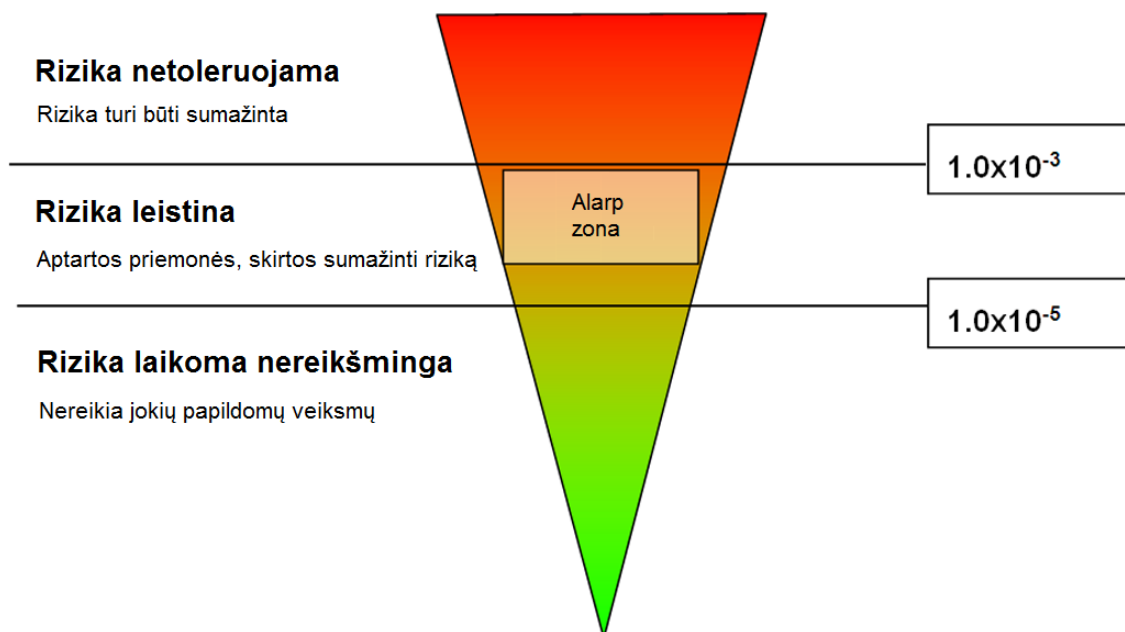 Rizika netoleruojama
Rizika turi būti sumažinta
1.0x10⁻³
Rizika leistina
Alarp
zona
Aptartos priemonės, skirtos sumažinti riziką
1.0x10⁻⁵
Rizika laikoma nereikšminga
Nereikia jokių papildomų veiksmų